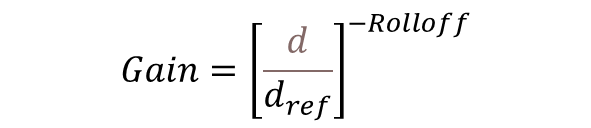 Gain = [d / d_ref]^-Rolloff